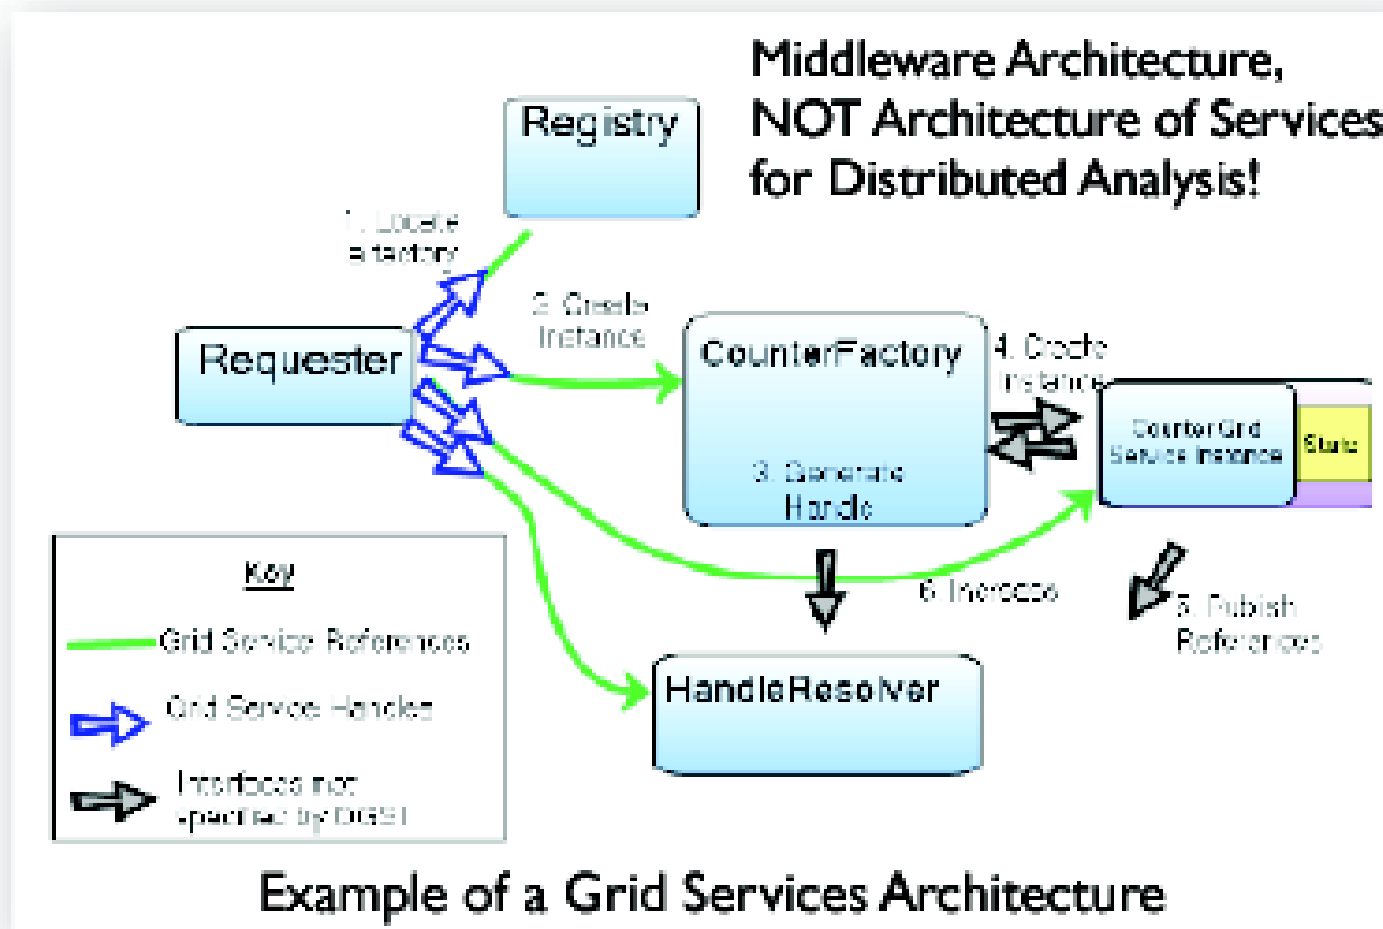 Middleware Architecture,
NOT Architecture of Services
for Distributed Analysis!
Registry
1. Locate
a factory
2. Create
Instance
Requester
CounterFactory
4. Create
Instance
Counter Grid
Service Instance
State
3. Generate
Handle
Key
Grid Service References
Grid Service Handles
Interfaces not
specified by OGSI
6.
5. Publish
References
HandleResolver
Example of a Grid Services Architecture